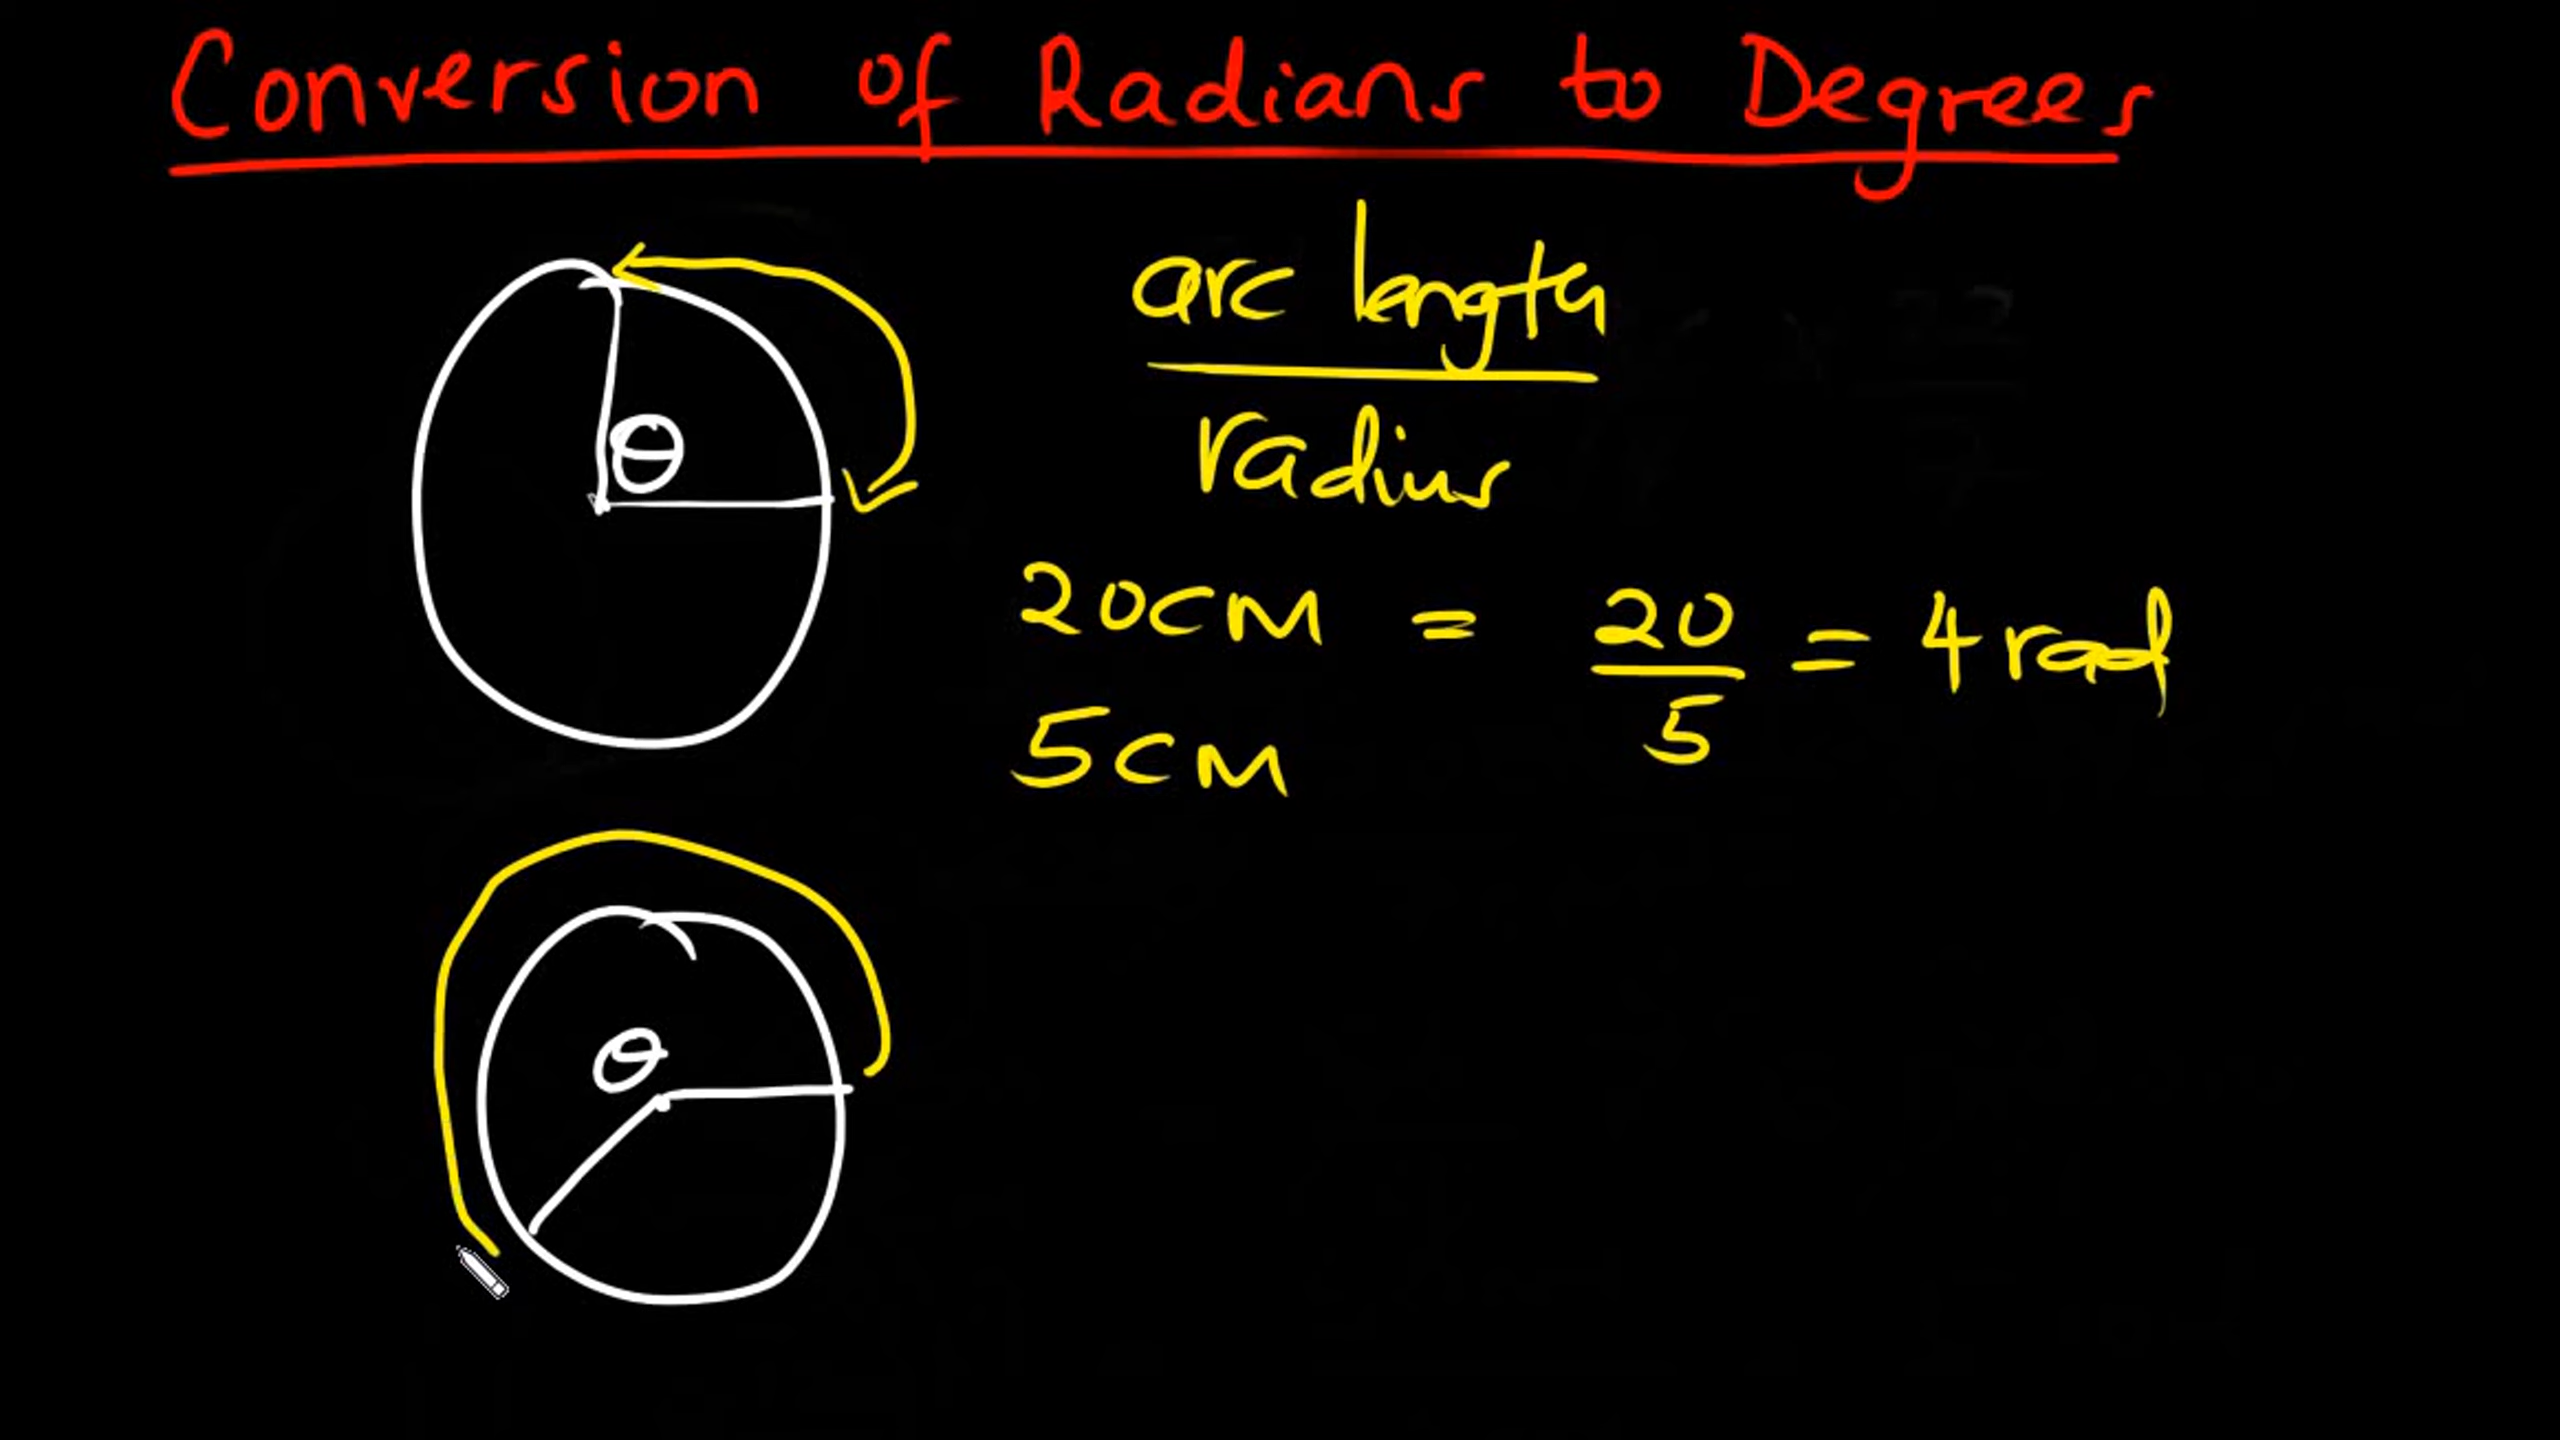 Conversion of Radians to Degrees
θ
arc length
radius
20cm = 20/5 = 4 rad
5cm
θ